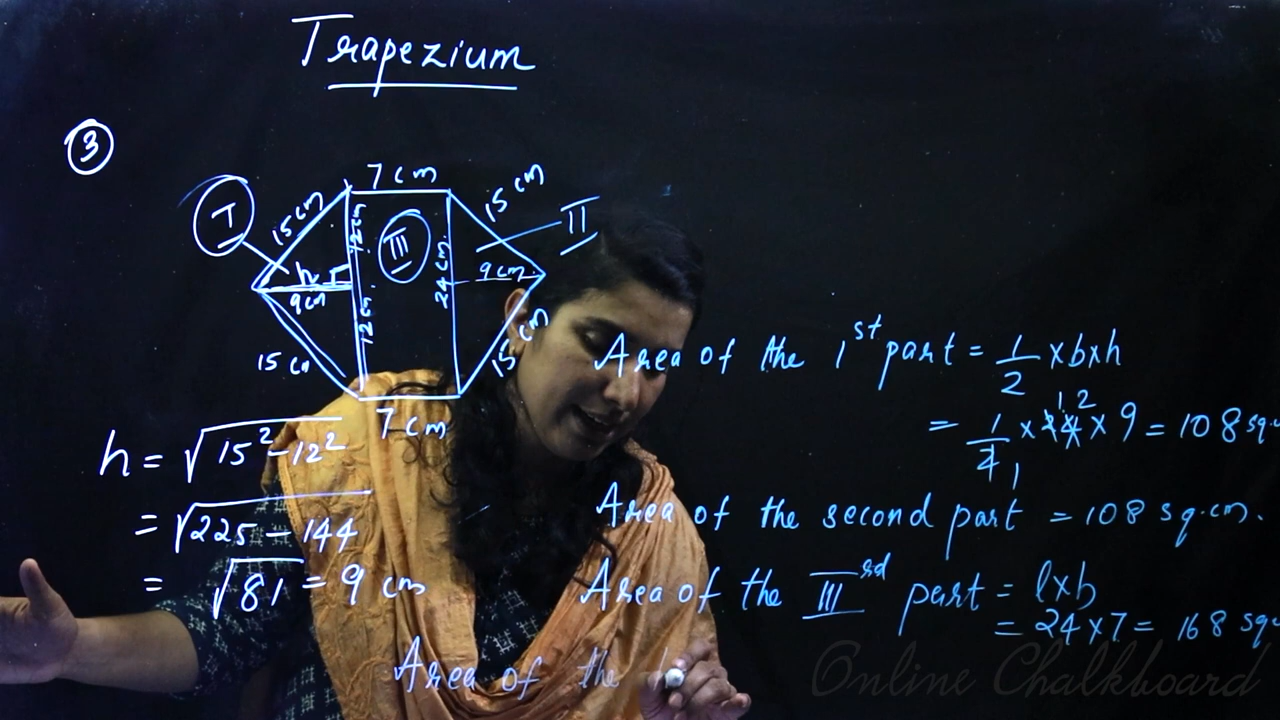 Trapezium
3
7 cm
15 cm
15 cm
I
II
III
12 cm
h
24 cm.
9 cm.
9 cm
12 cm.
15 cm
7 cm
Area of the 1st part = 1/2 × b × h
h = √15² - 12²
= 1/2 × 24 × 9 = 108 sq.
= √225 - 144
Area of the second part = 108 sq.cm.
= √81 = 9 cm
Area of the IIIrd part = l × b
= 24 × 7 = 168 sq
Area of the
Online Chalkboard